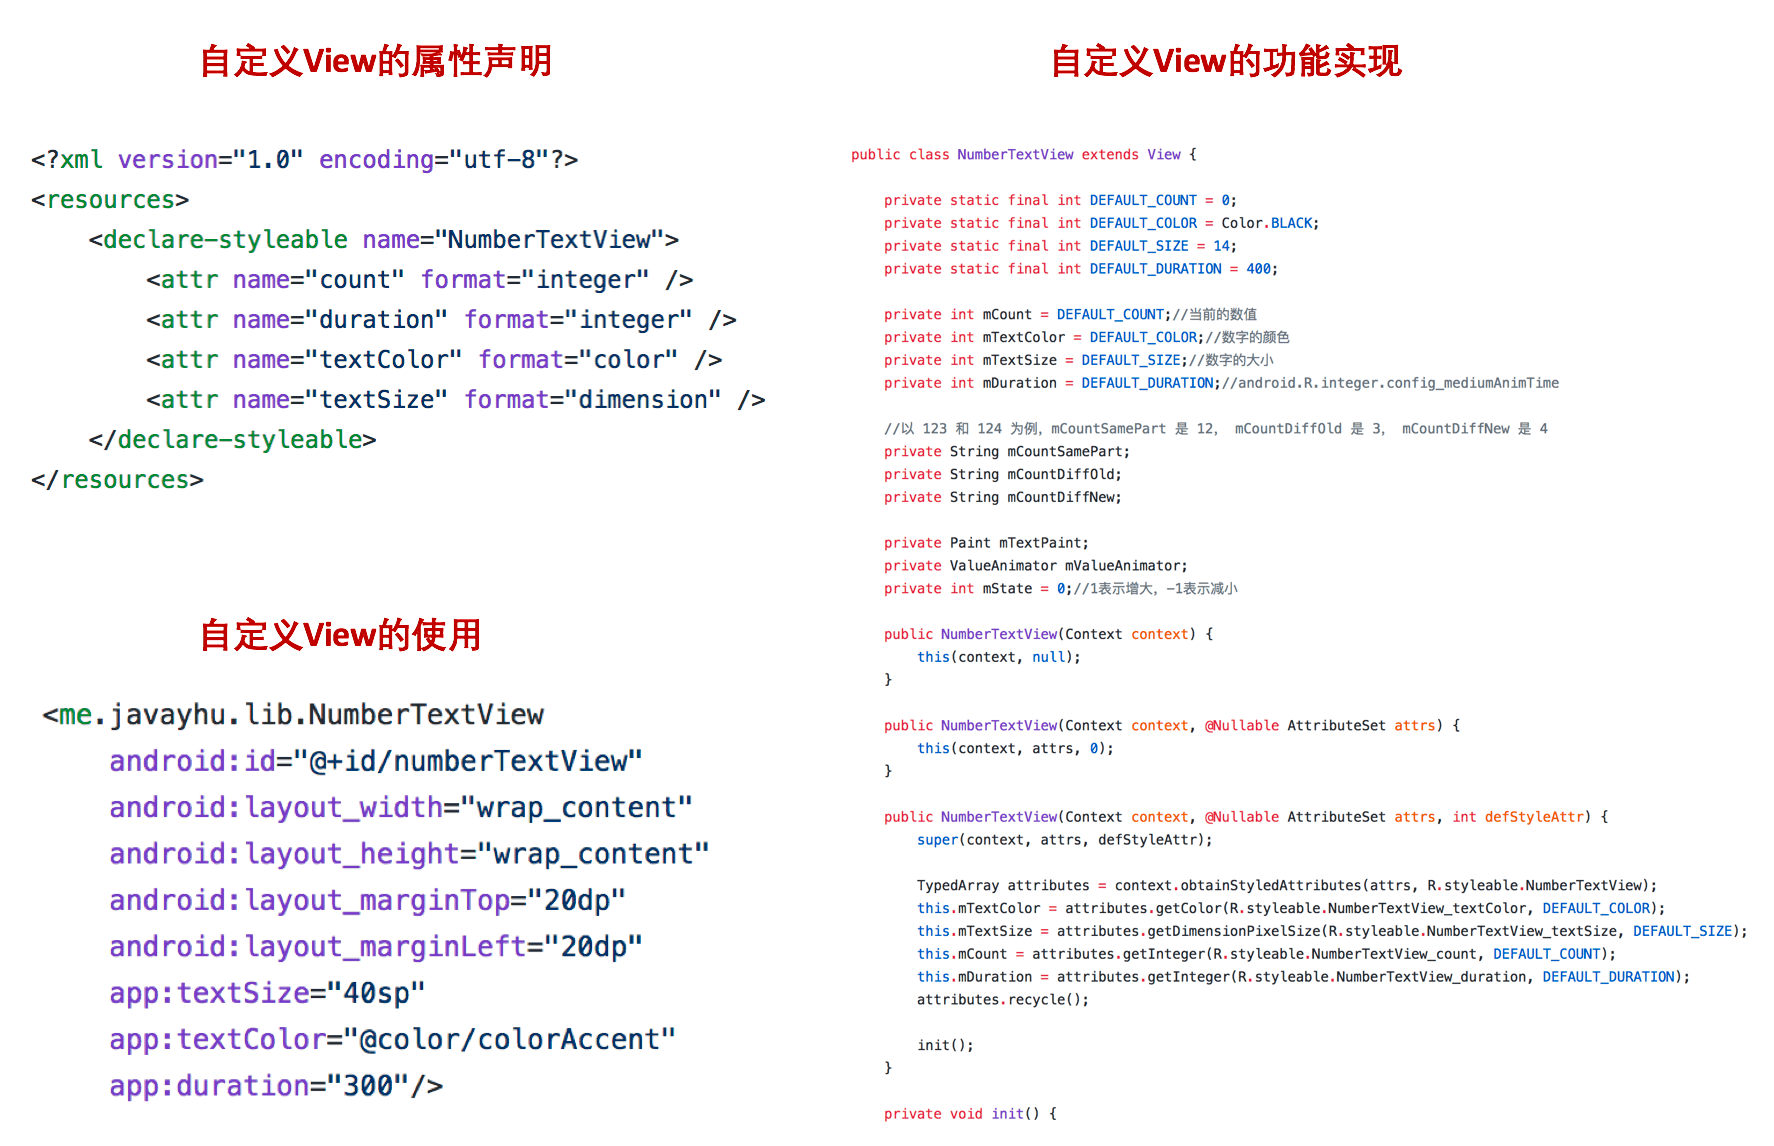 自定义View的属性声明
<?xml version="1.0" encoding="utf-8"?>
<resources>
    <declare-styleable name="NumberTextView">
        <attr name="count" format="integer" />
        <attr name="duration" format="integer" />
        <attr name="textColor" format="color" />
        <attr name="textSize" format="dimension" />
    </declare-styleable>
</resources>
自定义View的使用
<me.javayhu.lib.NumberTextView
    android:id="@+id/numberTextView"
    android:layout_width="wrap_content"
    android:layout_height="wrap_content"
    android:layout_marginTop="20dp"
    android:layout_marginLeft="20dp"
    app:textSize="40sp"
    app:textColor="@color/colorAccent"
    app:duration="300"/>
自定义View的功能实现
public class NumberTextView extends View {
    private static final int DEFAULT_COUNT = 0;
    private static final int DEFAULT_COLOR = Color.BLACK;
    private static final int DEFAULT_SIZE = 14;
    private static final int DEFAULT_DURATION = 400;
    private int mCount = DEFAULT_COUNT;//当前的数值
    private int mTextColor = DEFAULT_COLOR;//数字的颜色
    private int mTextSize = DEFAULT_SIZE;//数字的大小
    private int mDuration = DEFAULT_DURATION;//android.R.integer.config_mediumAnimTime
    //以 123 和 124 为例，mCountSamePart 是 12， mCountDiffOld 是 3， mCountDiffNew 是 4
    private String mCountSamePart;
    private String mCountDiffOld;
    private String mCountDiffNew;
    private Paint mTextPaint;
    private ValueAnimator mValueAnimator;
    private int mState = 0;//1表示增大，-1表示减小
    public NumberTextView(Context context) {
        this(context, null);
    }
    public NumberTextView(Context context, @Nullable AttributeSet attrs) {
        this(context, attrs, 0);
    }
    public NumberTextView(Context context, @Nullable AttributeSet attrs, int defStyleAttr) {
        super(context, attrs, defStyleAttr);
        TypedArray attributes = context.obtainStyledAttributes(attrs, R.styleable.NumberTextView);
        this.mTextColor = attributes.getColor(R.styleable.NumberTextView_textColor, DEFAULT_COLOR);
        this.mTextSize = attributes.getDimensionPixelSize(R.styleable.NumberTextView_textSize, DEFAULT_SIZE);
        this.mCount = attributes.getInteger(R.styleable.NumberTextView_count, DEFAULT_COUNT);
        this.mDuration = attributes.getInteger(R.styleable.NumberTextView_duration, DEFAULT_DURATION);
        attributes.recycle();
        init();
    }
    private void init() {